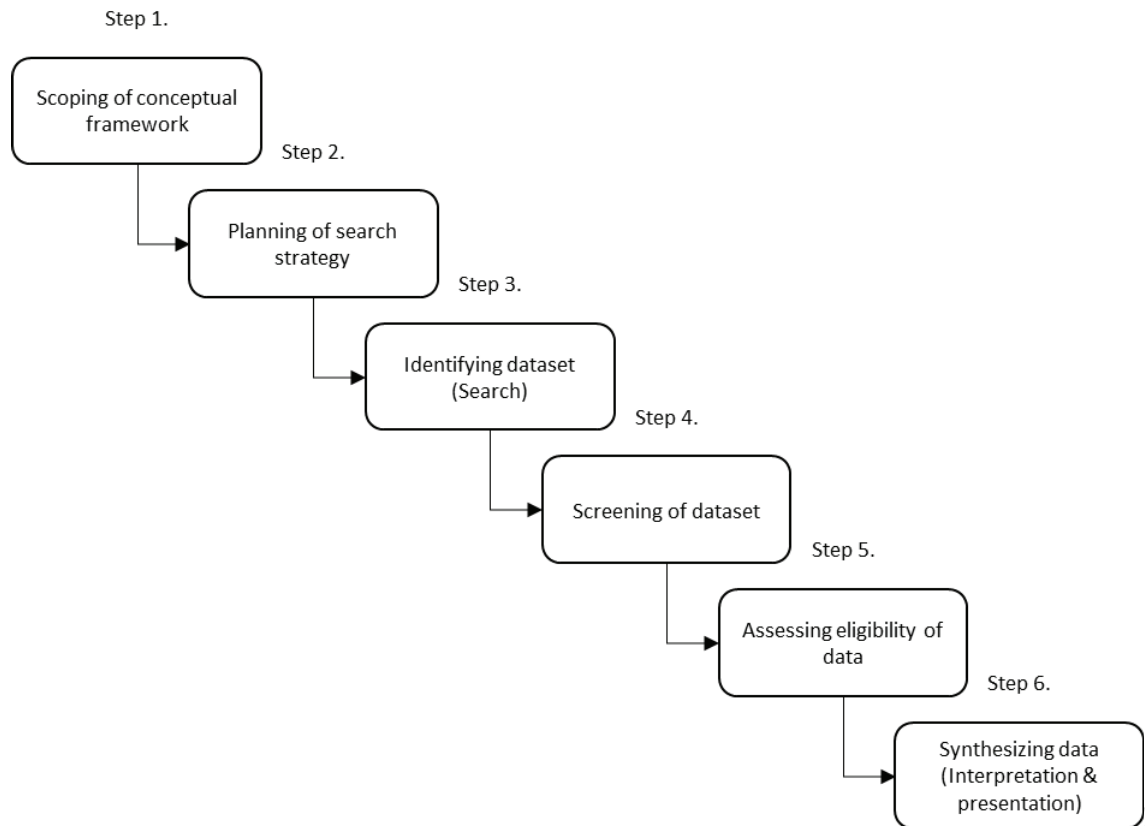 Step 1.
Scoping of conceptual
framework
Step 2.
Planning of search
strategy
Step 3.
Identifying dataset
(Search)
Step 4.
Screening of dataset
Step 5.
Assessing eligibility of
data
Step 6.
Synthesizing data
(Interpretation &
presentation)